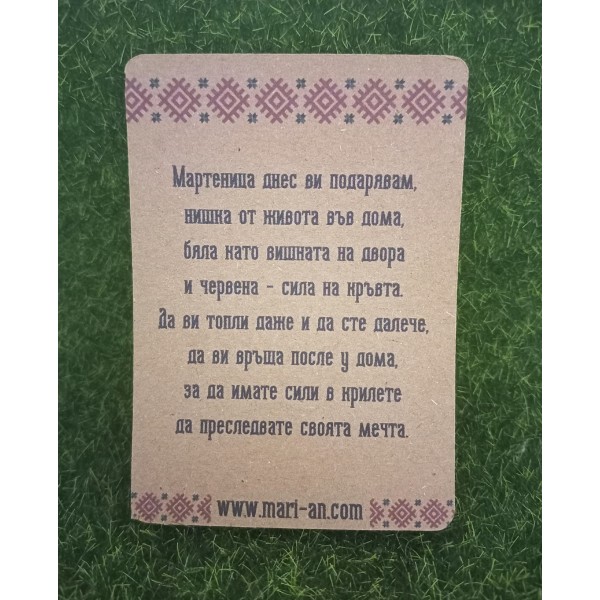 Мартеница днес ви подарявам,
нишка от живота във дома,
бяла като вишната на двора
и червена - сила на кръвта.
Да ви топли даже и да сте далече,
да ви връща после у дома,
за да имате сили в крилете
да преследвате своята мечта.
www.mari-an.com